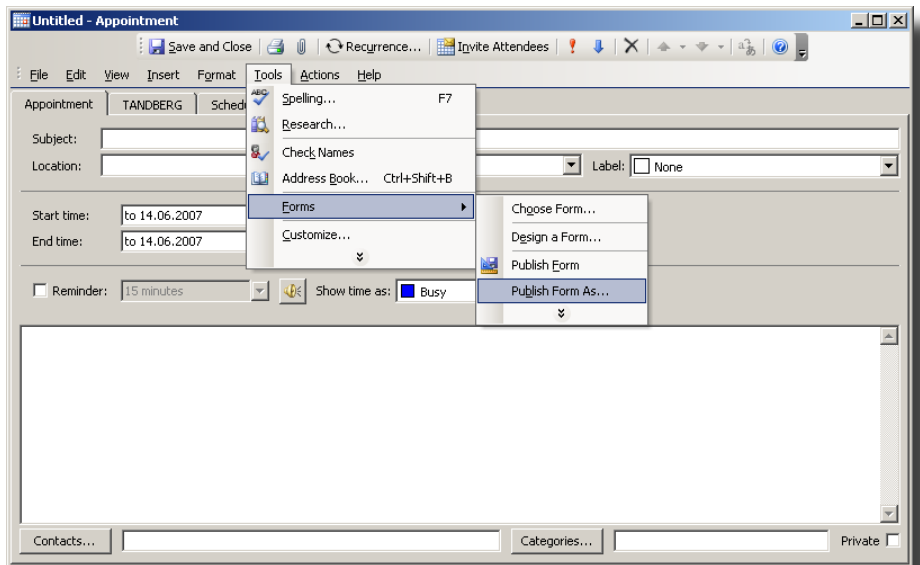 Untitled - Appointment
Save and Close Recurrence... Invite Attendees
File Edit View Insert Format Tools Actions Help
Appointment TANDBERG Schedu
ABC Spelling... F7
Research...
Subject:
Check Names
Location: Label: None
Address Book... Ctrl+Shift+B
Forms Choose Form...
Start time: to 14.06.2007
Customize... Design a Form...
End time: to 14.06.2007
Publish Form
Reminder: 15 minutes Show time as: Busy Publish Form As...
Contacts... Categories... Private